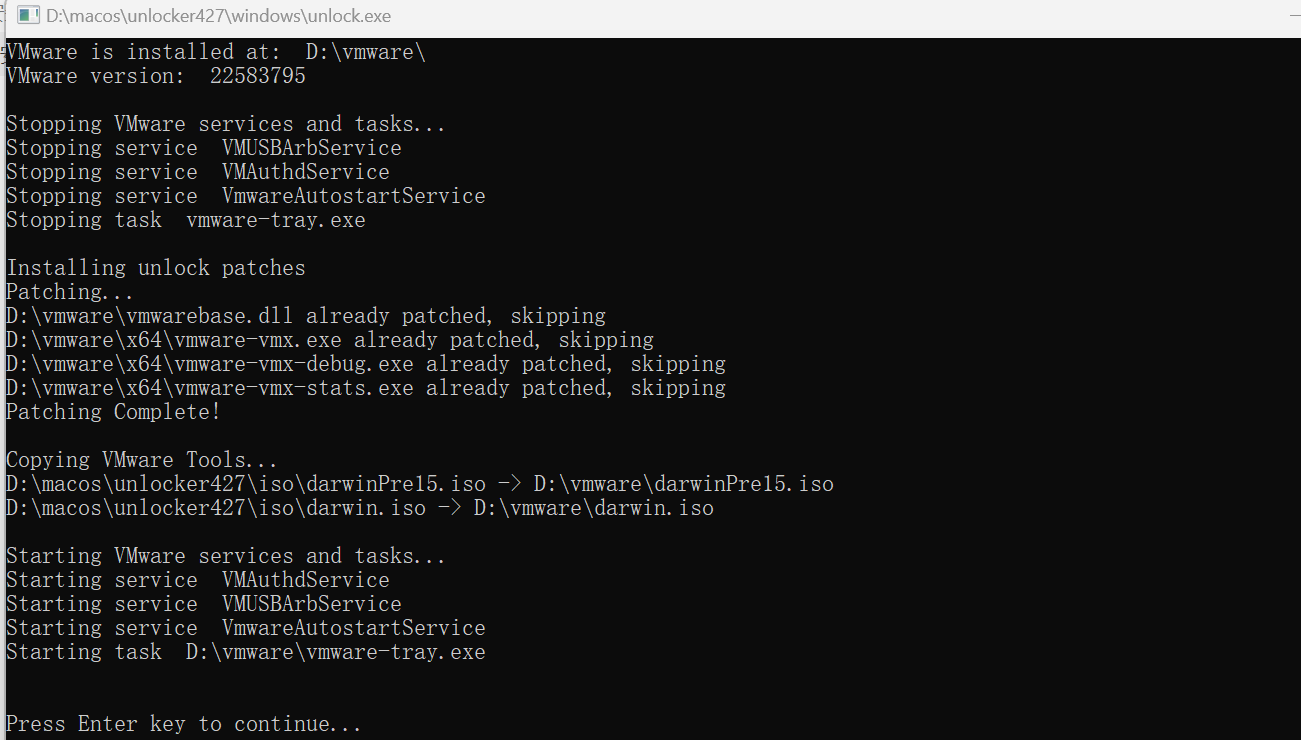 D:\macos\unlocker427\windows\unlock.exe
VMware is installed at:  D:\vmware\
VMware version:  22583795
Stopping VMware services and tasks...
Stopping service  VMUSBArbService
Stopping service  VMAuthdService
Stopping service  VmwareAutostartService
Stopping task  vmware-tray.exe
Installing unlock patches
Patching...
D:\vmware\vmwarebase.dll already patched, skipping
D:\vmware\x64\vmware-vmx.exe already patched, skipping
D:\vmware\x64\vmware-vmx-debug.exe already patched, skipping
D:\vmware\x64\vmware-vmx-stats.exe already patched, skipping
Patching Complete!
Copying VMware Tools...
D:\macos\unlocker427\iso\darwinPre15.iso -> D:\vmware\darwinPre15.iso
D:\macos\unlocker427\iso\darwin.iso -> D:\vmware\darwin.iso
Starting VMware services and tasks...
Starting service  VMAuthdService
Starting service  VMUSBArbService
Starting service  VmwareAutostartService
Starting task  D:\vmware\vmware-tray.exe
Press Enter key to continue...